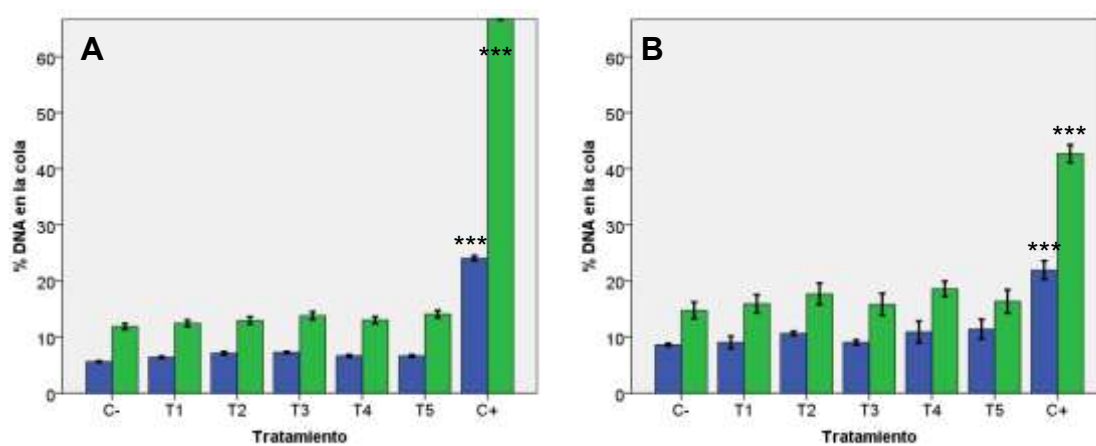 A
% DNA en la cola
60
50
40
30
20
10
0
***
***
C- T1 T2 T3 T4 T5 C+
Tratamiento
B
% DNA en la cola
60
50
40
30
20
10
0
***
***
C- T1 T2 T3 T4 T5 C+
Tratamiento